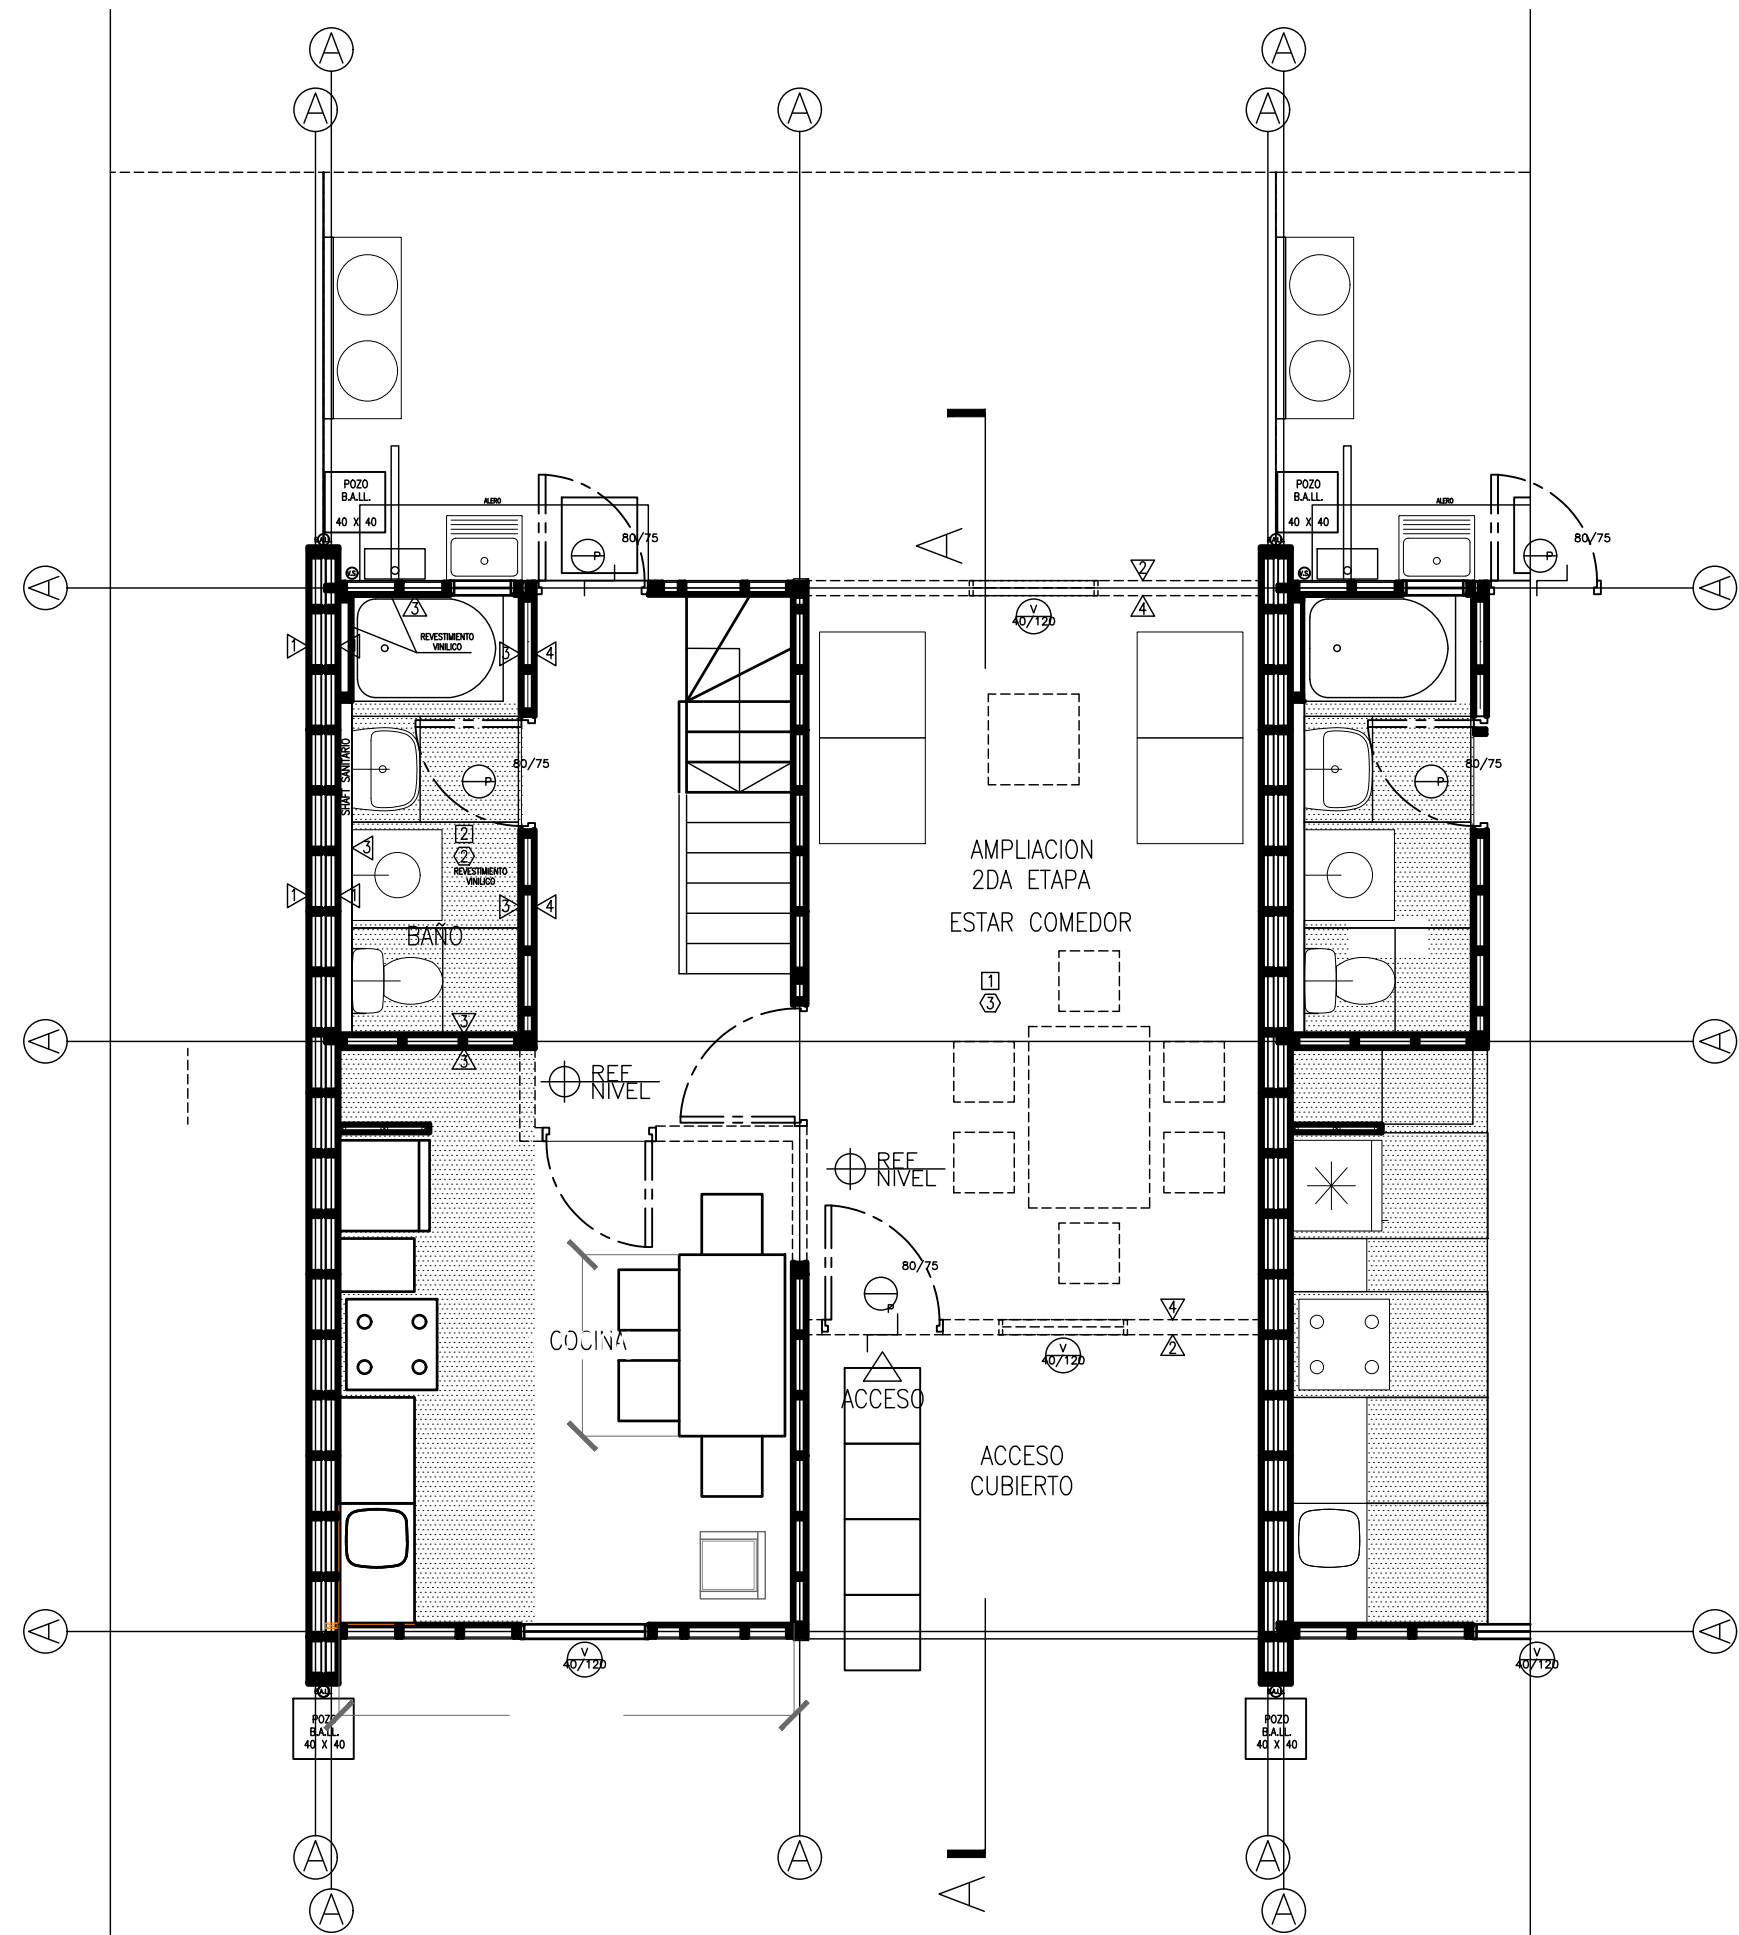 A
A
A
A
A
POZO
B.A.LL.
40 X 40
ALERO
80/75
P
A
POZO
B.A.LL.
40 X 40
ALERO
80/75
P
V.S.
V.S.
A
A
2
4
V
40/120
3
REVESTIMIENTO
VINILICO
1
3
4
SHAFT SANITARIO
80/75
P
80/75
P
2
2
3
REVESTIMIENTO
VINILICO
1
1
3
4
BAÑO
AMPLIACION
2DA ETAPA
ESTAR COMEDOR
1
3
3
3
A
A
REF
NIVEL
REF
NIVEL
80/75
P
4
2
V
40/120
COCINA
ACCESO
ACCESO
CUBIERTO
A
A
V
40/120
V
40/120
POZO
B.A.LL.
40 X 40
POZO
B.A.LL.
40 X 40
A
A
A
A
A
A